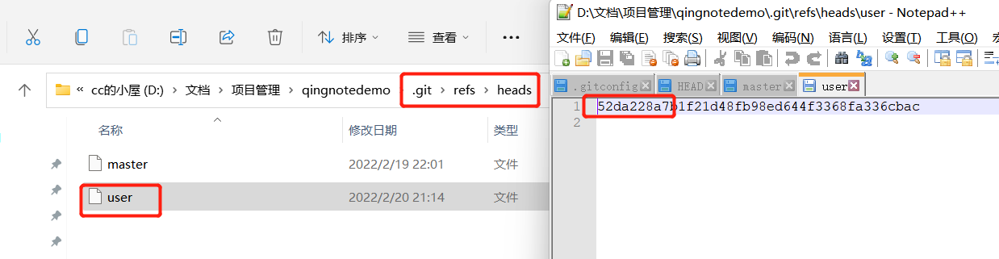 排序
查看
« cc的小屋 (D:) › 文档 › 项目管理 › qingnotedemo › .git › refs › heads
名称
修改日期
类型
master
2022/2/19 22:01
文件
user
2022/2/20 21:14
文件
D:\文档\项目管理\qingnotedemo\.git\refs\heads\user - Notepad++
文件(F) 编辑(E) 搜索(S) 视图(V) 编码(N) 语言(L) 设置(T) 工具(O)
.gitconfig HEAD master user
1 52da228a7b1f21d48fb98ed644f3368fa336cbac
2